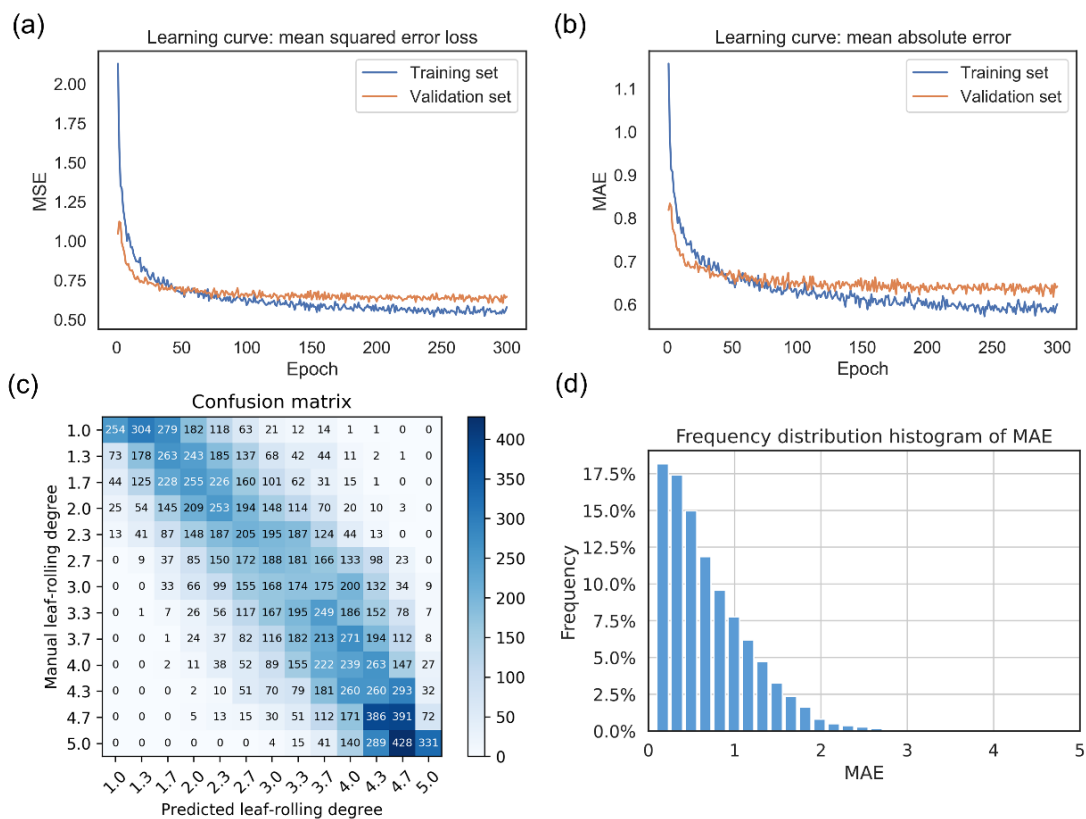 (a)
Learning curve: mean squared error loss
Training set
Validation set
2.00
1.75
1.50
1.25
1.00
0.75
0.50
MSE
0 50 100 150 200 250 300
Epoch
(b)
Learning curve: mean absolute error
Training set
Validation set
1.1
1.0
0.9
0.8
0.7
0.6
MAE
0 50 100 150 200 250 300
Epoch
(c)
Confusion matrix
Manual leaf-rolling degree
1.0 254 304 279 182 118 63 21 12 14 1 1 0 0
1.3 73 178 263 243 185 137 68 42 44 11 2 1 0
1.7 44 125 228 255 226 160 101 62 31 15 1 0 0
2.0 25 54 145 209 253 194 148 114 70 20 10 3 0
2.3 13 41 87 148 187 205 195 187 124 44 13 0 0
2.7 0 9 37 85 150 172 188 181 166 133 98 23 0
3.0 0 0 33 66 99 155 168 174 175 200 132 34 9
3.3 0 1 7 26 56 117 167 195 249 186 152 78 7
3.7 0 0 1 24 37 82 116 182 213 271 194 112 8
4.0 0 0 2 11 38 52 89 155 222 239 263 147 27
4.3 0 0 0 2 10 51 70 79 181 260 260 293 32
4.7 0 0 0 5 13 15 30 51 112 171 386 391 72
5.0 0 0 0 0 0 0 4 15 41 140 289 428 331
1.0 1.3 1.7 2.0 2.3 2.7 3.0 3.3 3.7 4.0 4.3 4.7 5.0
Predicted leaf-rolling degree
400
350
300
250
200
150
100
50
0
(d)
Frequency distribution histogram of MAE
17.5%
15.0%
12.5%
10.0%
7.5%
5.0%
2.5%
0.0%
Frequency
0 1 2 3 4 5
MAE